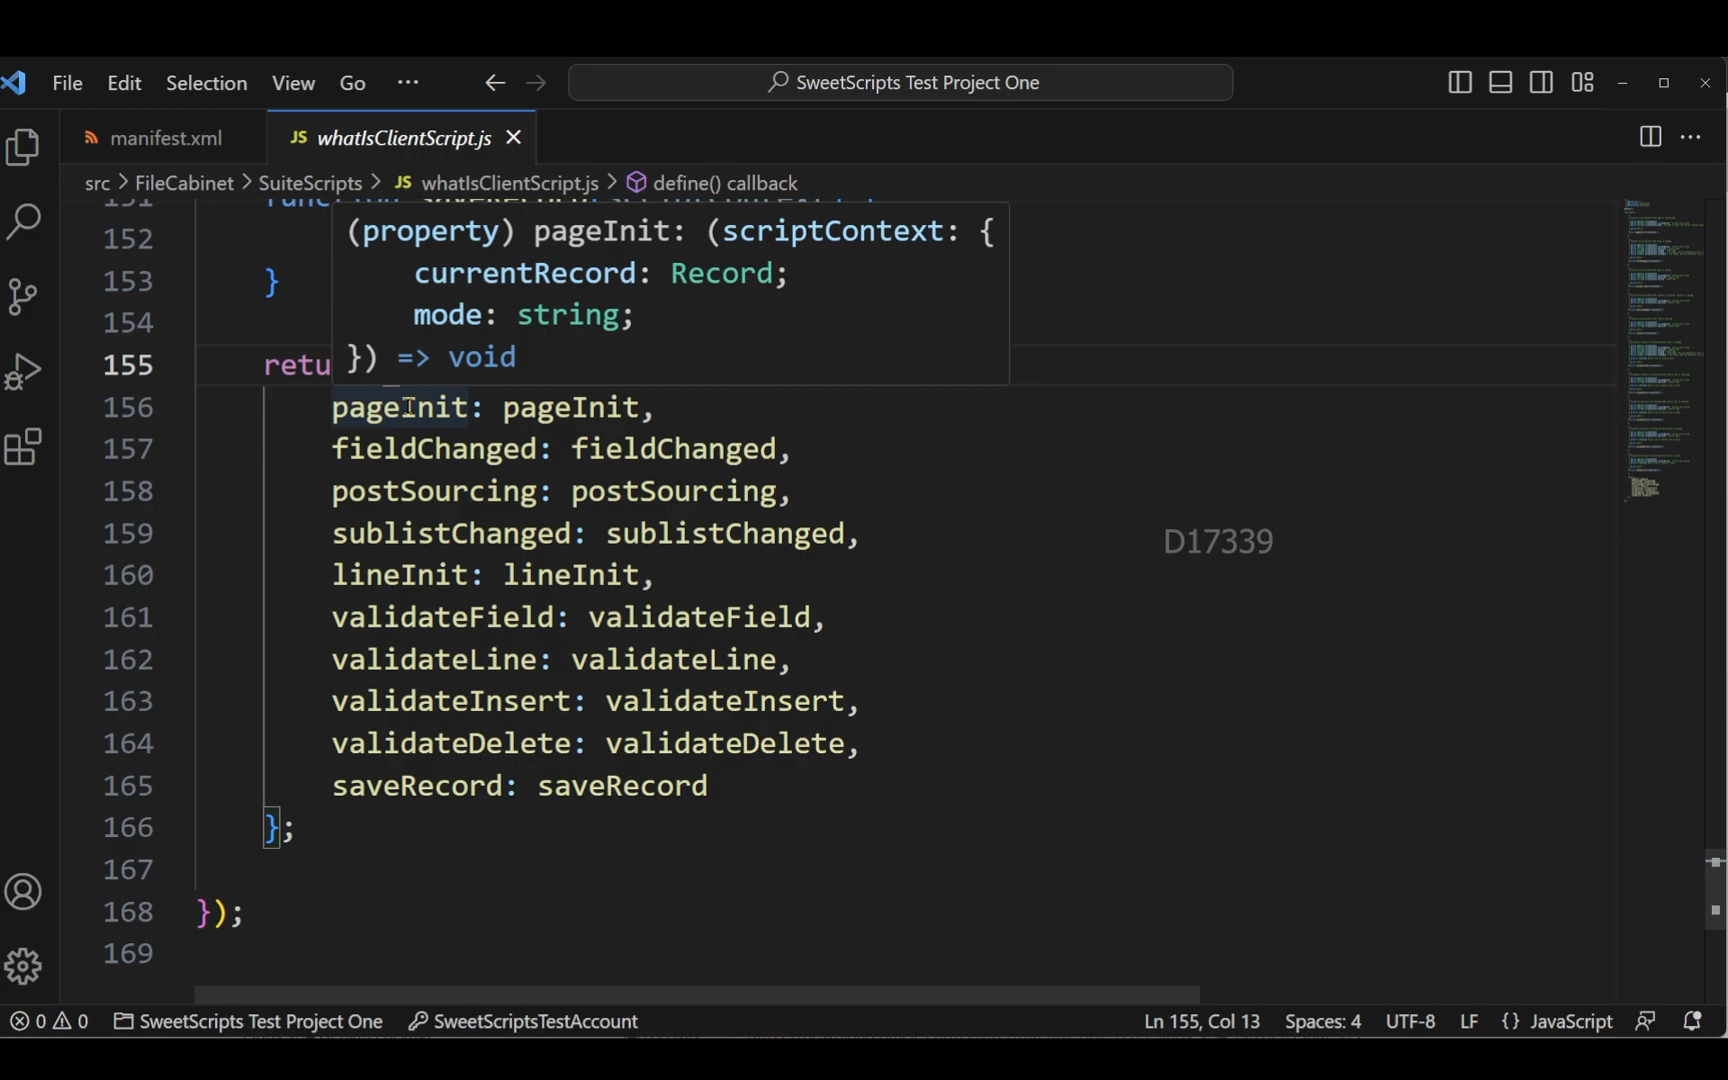 File Edit Selection View Go ··· SweetScripts Test Project One
manifest.xml JS whatIsClientScript.js
src > FileCabinet > SuiteScripts > JS whatIsClientScript.js > define() callback
151
152
153 }
154
155 retu
(property) pageInit: (scriptContext: {
currentRecord: Record;
mode: string;
}) => void
156 pageInit: pageInit,
157 fieldChanged: fieldChanged,
158 postSourcing: postSourcing,
159 sublistChanged: sublistChanged,
D17339
160 lineInit: lineInit,
161 validateField: validateField,
162 validateLine: validateLine,
163 validateInsert: validateInsert,
164 validateDelete: validateDelete,
165 saveRecord: saveRecord
166 };
167
168 });
169
0 0 SweetScripts Test Project One SweetScriptsTestAccount Ln 155, Col 13 Spaces: 4 UTF-8 LF {} JavaScript